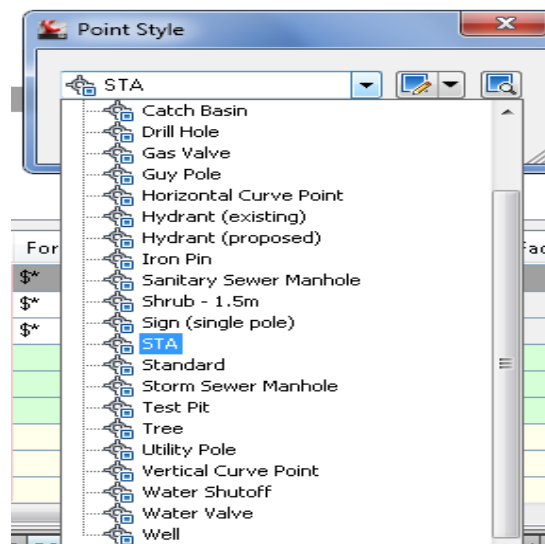 Point Style
STA
Catch Basin
Drill Hole
Gas Valve
Guy Pole
Horizontal Curve Point
Hydrant (existing)
Hydrant (proposed)
Iron Pin
Sanitary Sewer Manhole
Shrub - 1.5m
Sign (single pole)
STA
Standard
Storm Sewer Manhole
Test Pit
Tree
Utility Pole
Vertical Curve Point
Water Shutoff
Water Valve
Well
For
$*
$*
$*